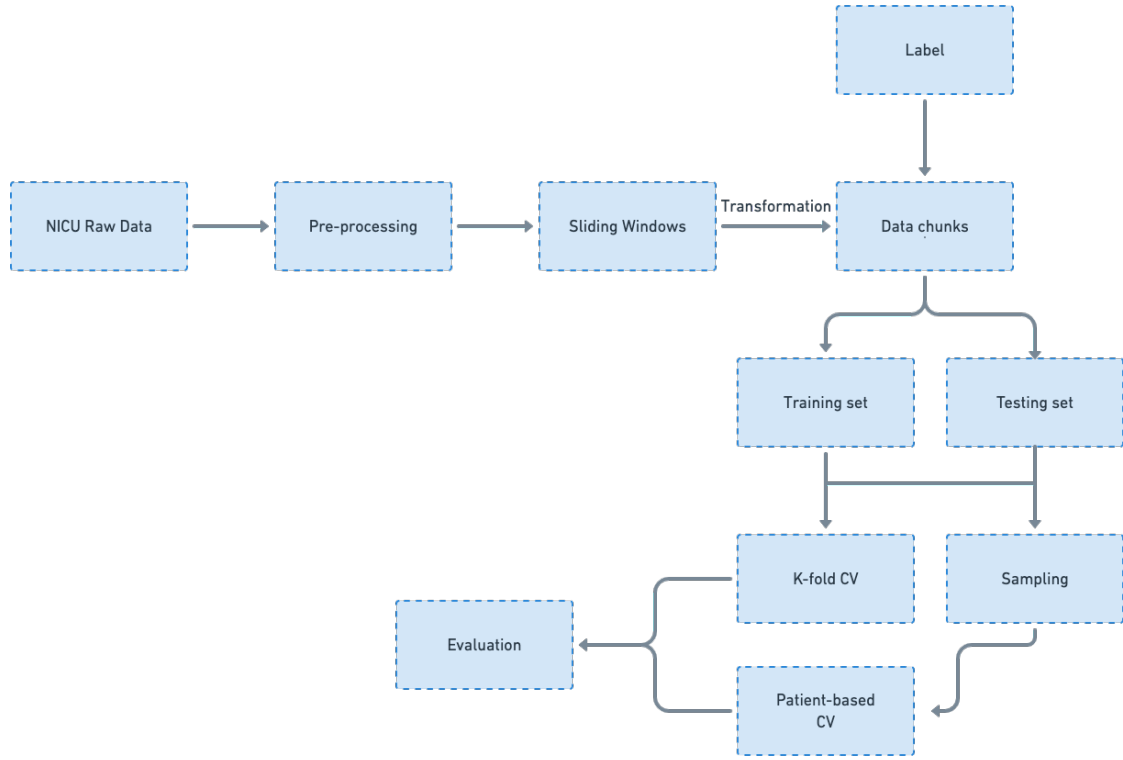 Label
NICU Raw Data
Pre-processing
Sliding Windows
Transformation
Data chunks
Training set
Testing set
K-fold CV
Sampling
Evaluation
Patient-based
CV